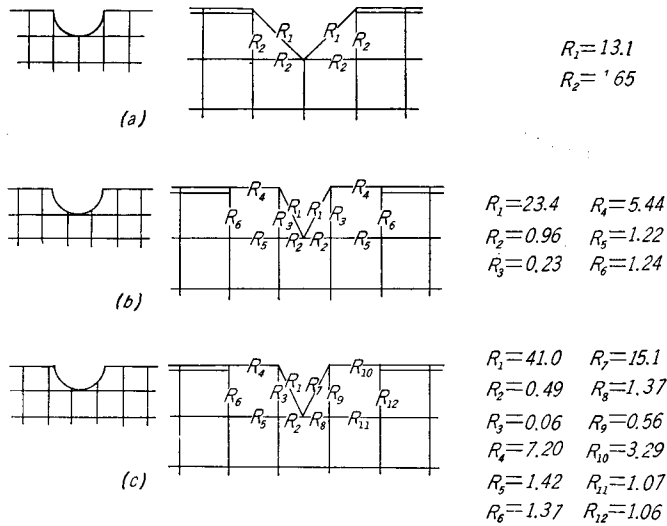 R₂ R₁ R₁ R₂
R₂ R₂
R₁=13.1
R₂='65
(a)
R₄ R₄
R₆ R₃ R₁ R₁ R₃ R₆
R₅ R₂ R₂ R₅
R₁=23.4 R₄=5.44
R₂=0.96 R₅=1.22
R₃=0.23 R₆=1.24
(b)
R₄ R₁₀
R₆ R₃ R₁ R₇ R₉ R₁₂
R₅ R₂ R₈ R₁₁
R₁=41.0 R₇=15.1
R₂=0.49 R₈=1.37
R₃=0.06 R₉=0.56
R₄=7.20 R₁₀=3.29
R₅=1.42 R₁₁=1.07
R₆=1.37 R₁₂=1.06
(c)